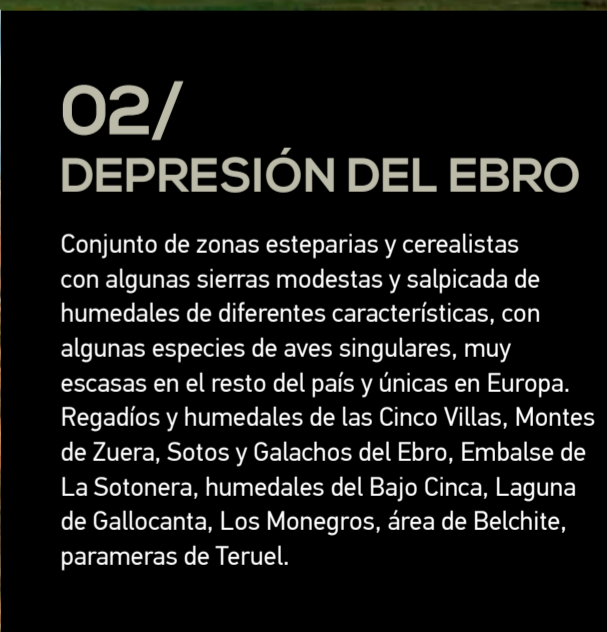 02/
DEPRESIÓN DEL EBRO
Conjunto de zonas esteparias y cerealistas
con algunas sierras modestas y salpicada de
humedales de diferentes características, con
algunas especies de aves singulares, muy
escasas en el resto del país y únicas en Europa.
Regadíos y humedales de las Cinco Villas, Montes
de Zuera, Sotos y Galachos del Ebro, Embalse de
La Sotonera, humedales del Bajo Cinca, Laguna
de Gallocanta, Los Monegros, área de Belchite,
parameras de Teruel.